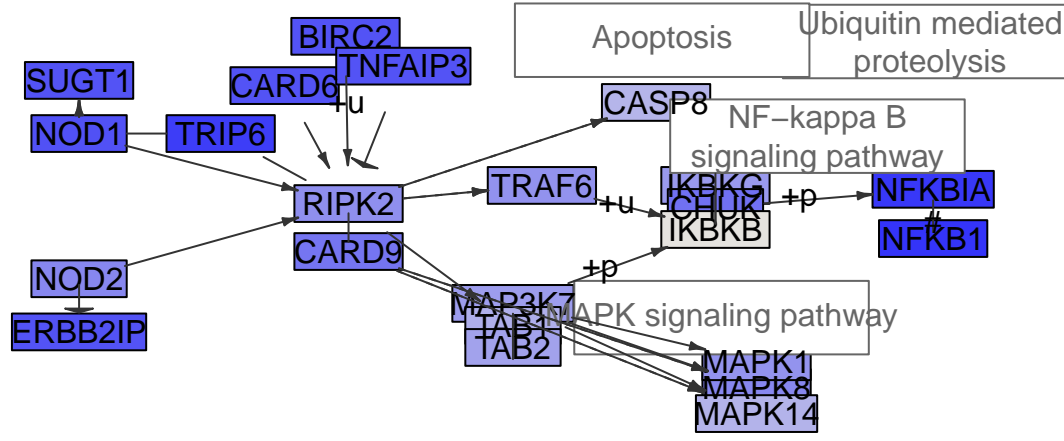 BIRC2
Apoptosis
Ubiquitin mediated
proteolysis
TNFAIP3
SUGT1
CARD6
+u
CASP8
NOD1
TRIP6
NF−kappa B
signaling pathway
RIPK2
TRAF6
+u
IKBKG
CHUK
IKBKB
+p
NFKBIA
#
NFKB1
CARD9
NOD2
+p
MAP3K7
TAB1
TAB2
MAPK signaling pathway
ERBB2IP
MAPK1
MAPK8
MAPK14